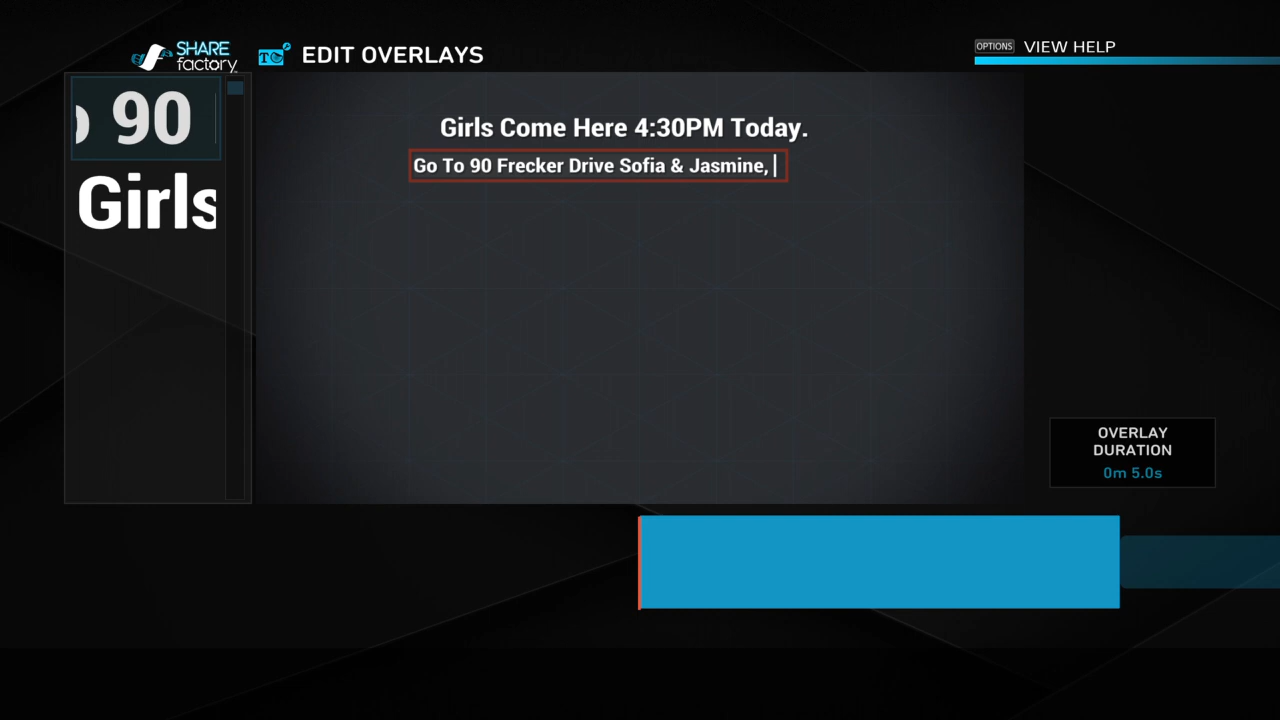 SHARE
factory
EDIT OVERLAYS
OPTIONS VIEW HELP
90
Girls
Girls Come Here 4:30PM Today.
Go To 90 Frecker Drive Sofia & Jasmine,
OVERLAY
DURATION
0m 5.0s